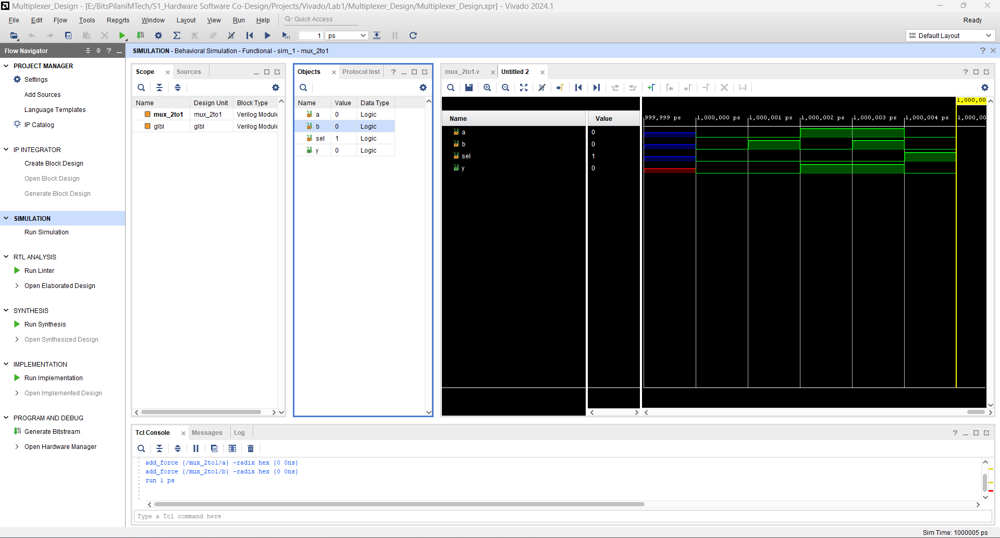 Multiplexer_Design - [E:/BitsPilaniMTech/S1_Hardware Software Co-Design/Projects/Vivado/Lab1/Multiplexer_Design/Multiplexer_Design.xpr] - Vivado 2024.1
File Edit Flow Tools Reports Window Layout View Run Help Quick Access Ready
1 ps Default Layout
Flow Navigator
SIMULATION - Behavioral Simulation - Functional - sim_1 - mux_2to1
PROJECT MANAGER
Settings
Add Sources
Language Templates
IP Catalog
IP INTEGRATOR
Create Block Design
Open Block Design
Generate Block Design
SIMULATION
Run Simulation
RTL ANALYSIS
Run Linter
Open Elaborated Design
SYNTHESIS
Run Synthesis
Open Synthesized Design
IMPLEMENTATION
Run Implementation
Open Implemented Design
PROGRAM AND DEBUG
Generate Bitstream
Open Hardware Manager
Scope Sources
Name Design Unit Block Type
mux_2to1 mux_2to1 Verilog Module
glbl glbl Verilog Module
Objects Protocol Inst
Name Value Data Type
a 0 Logic
b 0 Logic
sel 1 Logic
y 0 Logic
mux_2to1.v Untitled 2
1,000,00
Name Value
999,999 ps 1,000,000 ps 1,000,001 ps 1,000,002 ps 1,000,003 ps 1,000,004 ps 1,000,00
a 0
b 0
sel 1
y 0
Tcl Console Messages Log
add_force {/mux_2to1/a} -radix hex {0 0ns}
add_force {/mux_2to1/b} -radix hex {0 0ns}
run 1 ps
Type a Tcl command here
Sim Time: 1000005 ps